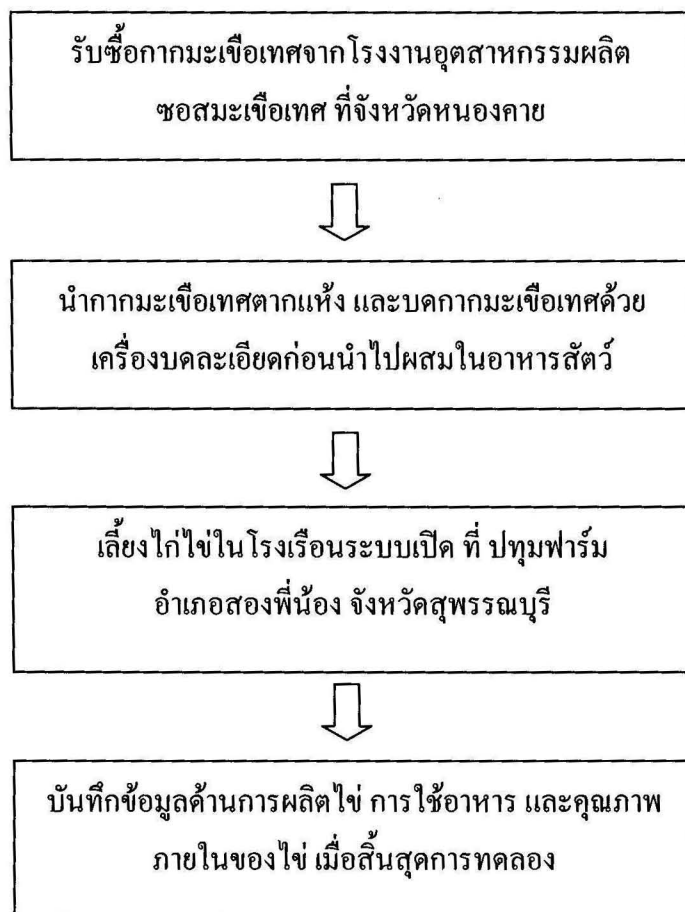 รับซื้อกากมะเขือเทศจากโรงงานอุตสาหกรรมผลิต
ซอสมะเขือเทศ ที่จังหวัดหนองคาย
นำกากมะเขือเทศตากแห้ง และบดกากมะเขือเทศด้วย
เครื่องบดละเอียดก่อนนำไปผสมในอาหารสัตว์
เลี้ยงไก่ไข่ในโรงเรือนระบบเปิด ที่ ปทุมฟาร์ม
อำเภอสองพี่น้อง จังหวัดสุพรรณบุรี
บันทึกข้อมูลด้านการผลิตไข่ การใช้อาหาร และคุณภาพ
ภายในของไข่ เมื่อสิ้นสุดการทดลอง